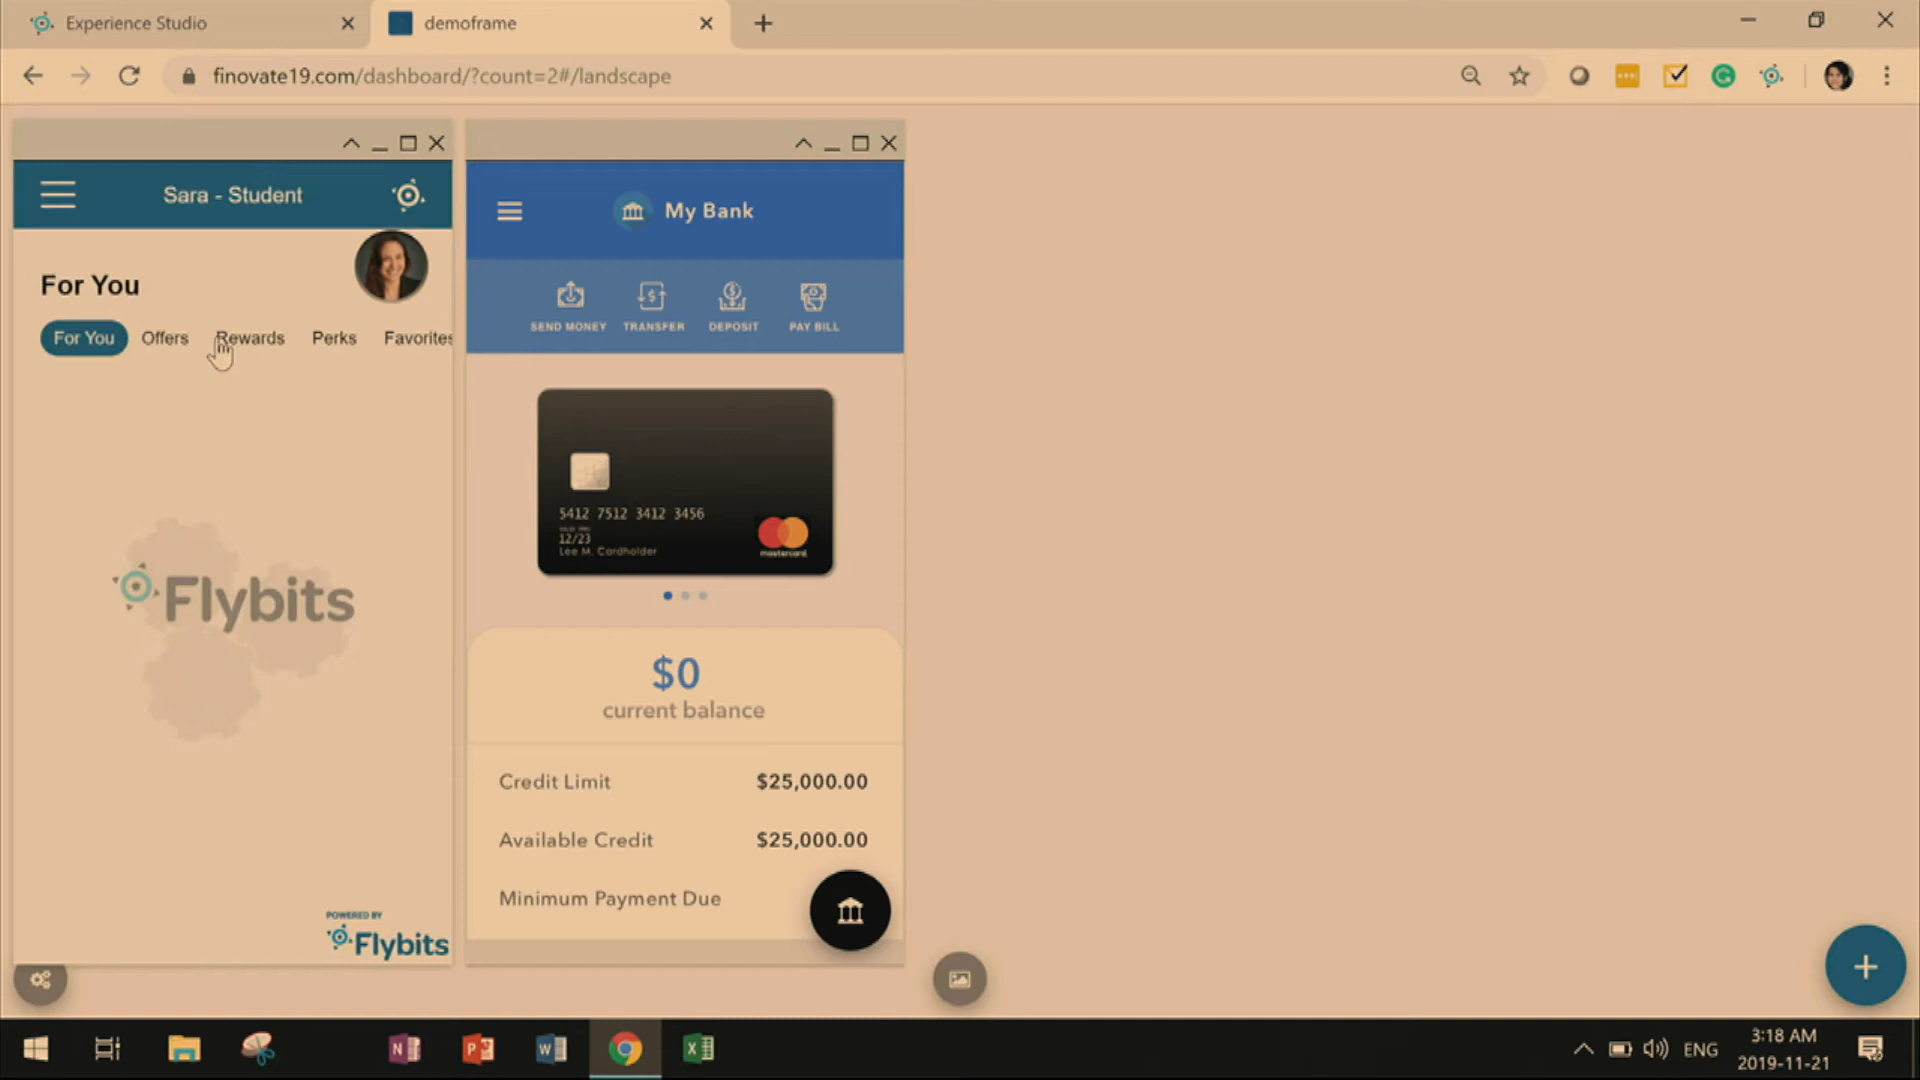 Experience Studio
demoframe
finovate19.com/dashboard/?count=2#/landscape
Sara - Student
For You
For You Offers Rewards Perks Favorites
Flybits
POWERED BY
Flybits
My Bank
SEND MONEY TRANSFER DEPOSIT PAY BILL
5412 7512 3412 3456
VALID THRU
12/23
Lee M. Cardholder
mastercard
$0
current balance
Credit Limit $25,000.00
Available Credit $25,000.00
Minimum Payment Due
ENG
3:18 AM
2019-11-21